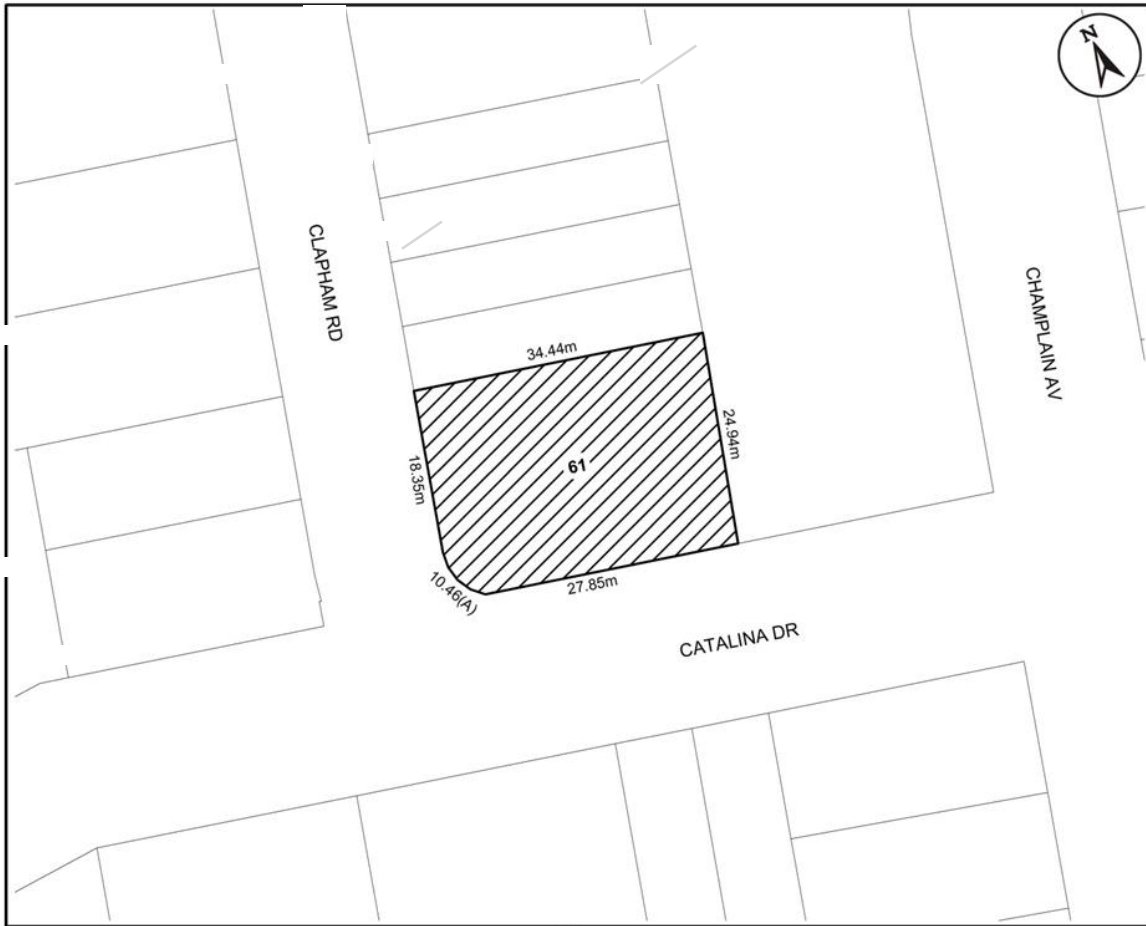 N
CLAPHAM RD
CHAMPLAIN AV
34.44m
24.94m
61
18.35m
10.46(A)
27.85m
CATALINA DR